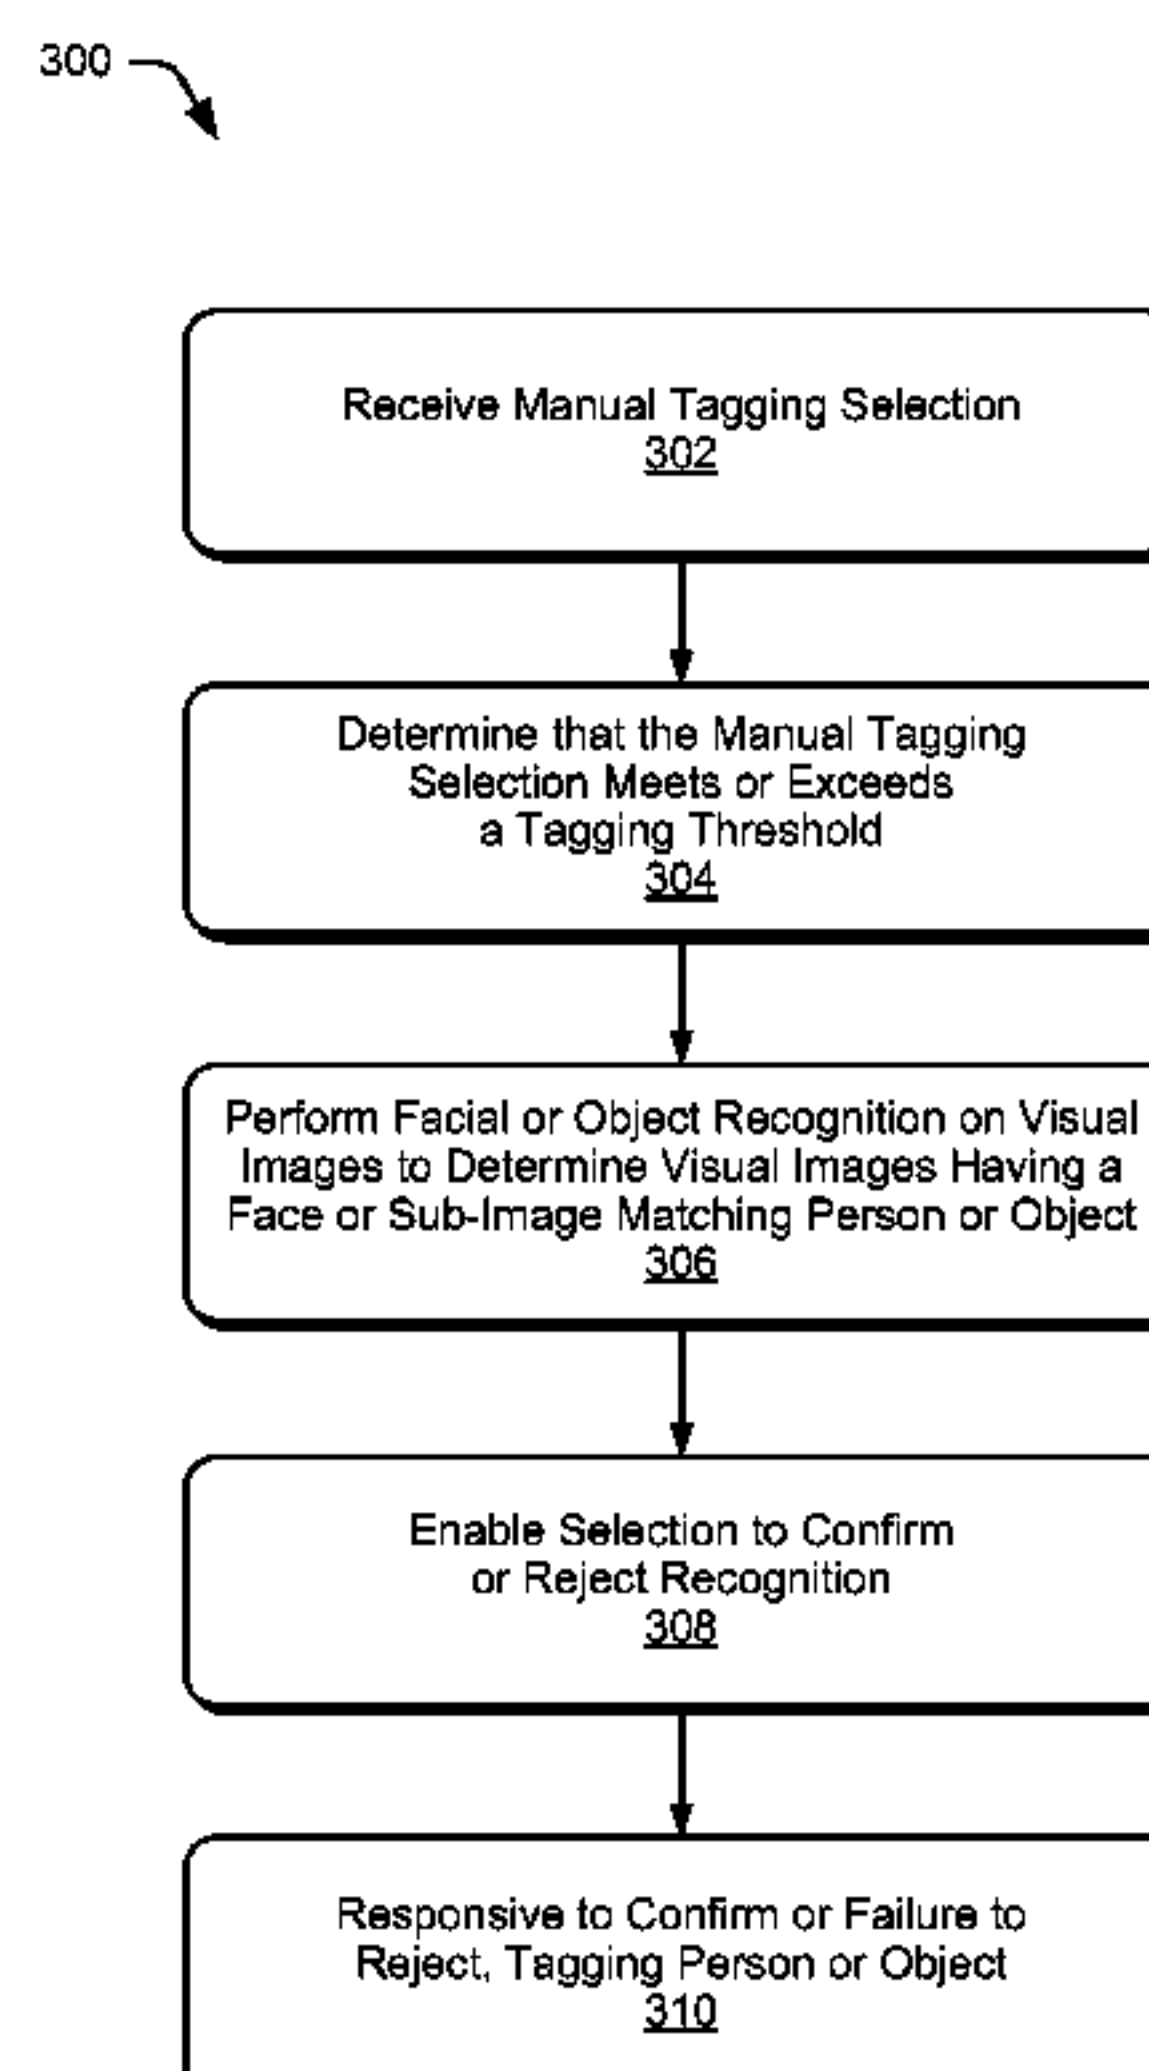 300
Receive Manual Tagging Selection
302
Determine that the Manual Tagging
Selection Meets or Exceeds
a Tagging Threshold
304
Perform Facial or Object Recognition on Visual
Images to Determine Visual Images Having a
Face or Sub-Image Matching Person or Object
306
Enable Selection to Confirm
or Reject Recognition
308
Responsive to Confirm or Failure to
Reject, Tagging Person or Object
310